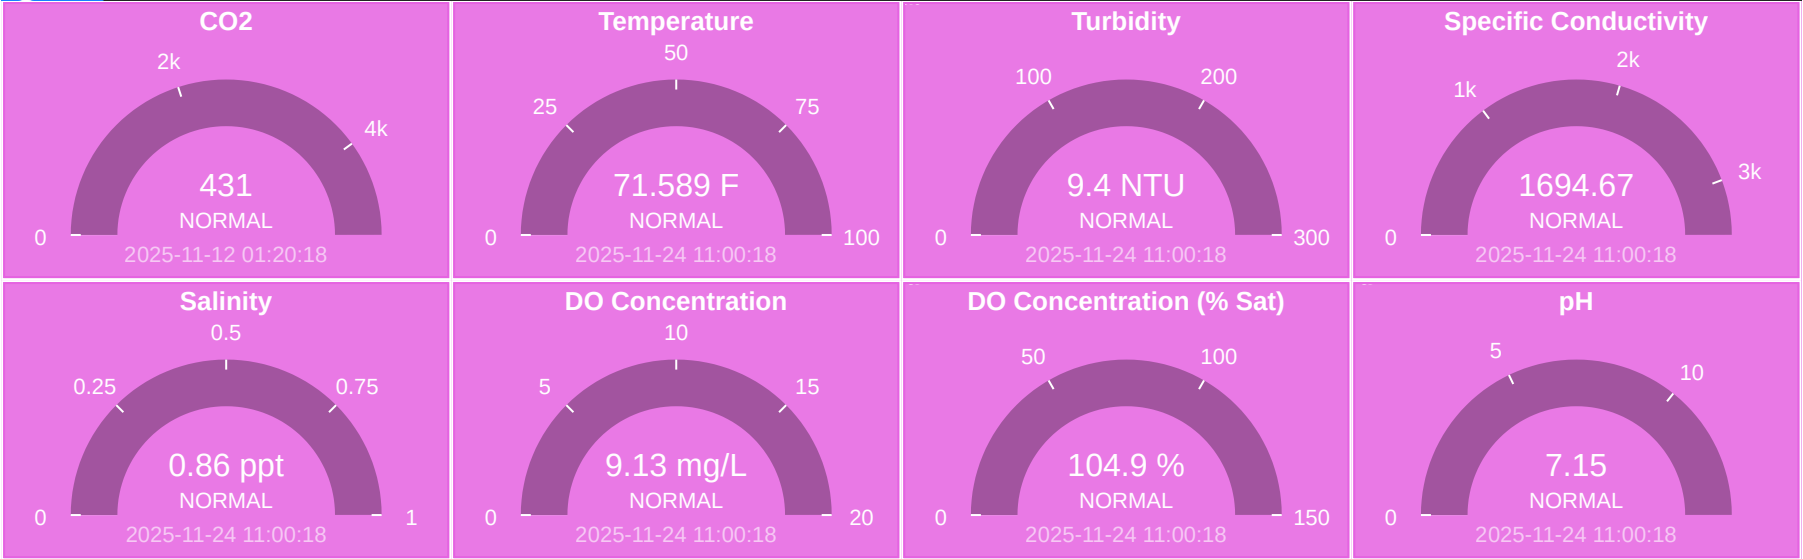 CO2
2k
4k
0
431
NORMAL
2025-11-12 01:20:18
Temperature
50
25
75
0
100
71.589 F
NORMAL
2025-11-24 11:00:18
Turbidity
100
200
0
300
9.4 NTU
NORMAL
2025-11-24 11:00:18
Specific Conductivity
2k
1k
3k
0
1694.67
NORMAL
2025-11-24 11:00:18
Salinity
0.5
0.25
0.75
0
1
0.86 ppt
NORMAL
2025-11-24 11:00:18
DO Concentration
10
5
15
0
20
9.13 mg/L
NORMAL
2025-11-24 11:00:18
DO Concentration (% Sat)
50
100
0
150
104.9 %
NORMAL
2025-11-24 11:00:18
pH
5
10
0
7.15
NORMAL
2025-11-24 11:00:18